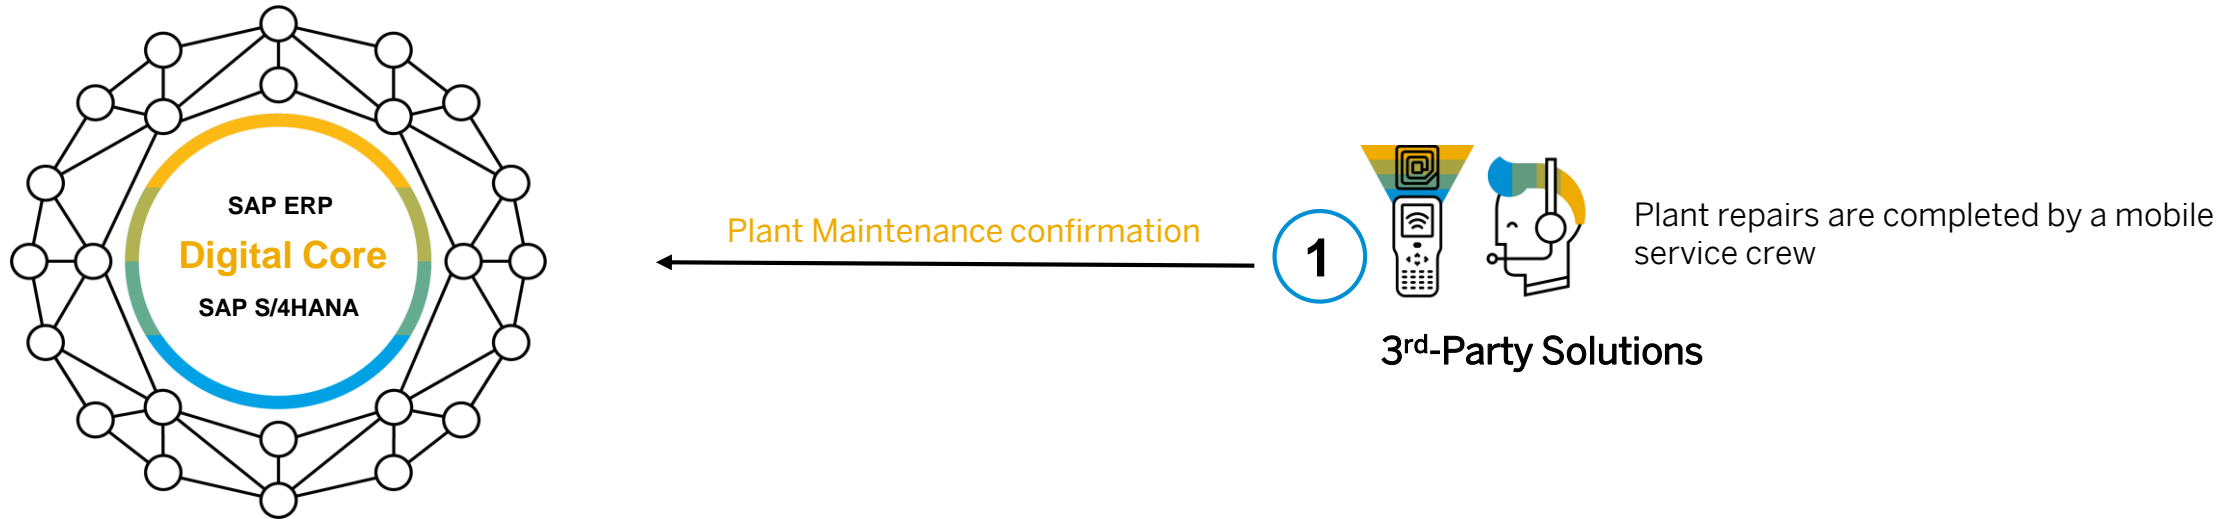 SAP ERP
Digital Core
SAP S/4HANA
Plant Maintenance confirmation
1
Plant repairs are completed by a mobile
service crew
3rd-Party Solutions